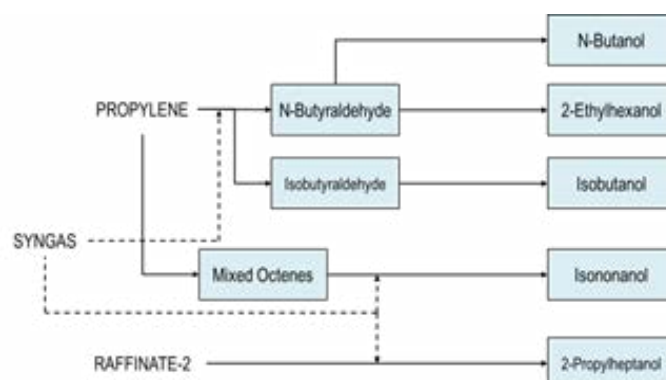 N-Butanol
PROPYLENE
N-Butyraldehyde
2-Ethylhexanol
Isobutyraldehyde
Isobutanol
SYNGAS
Mixed Octenes
Isononanol
RAFFINATE-2
2-Propylheptanol